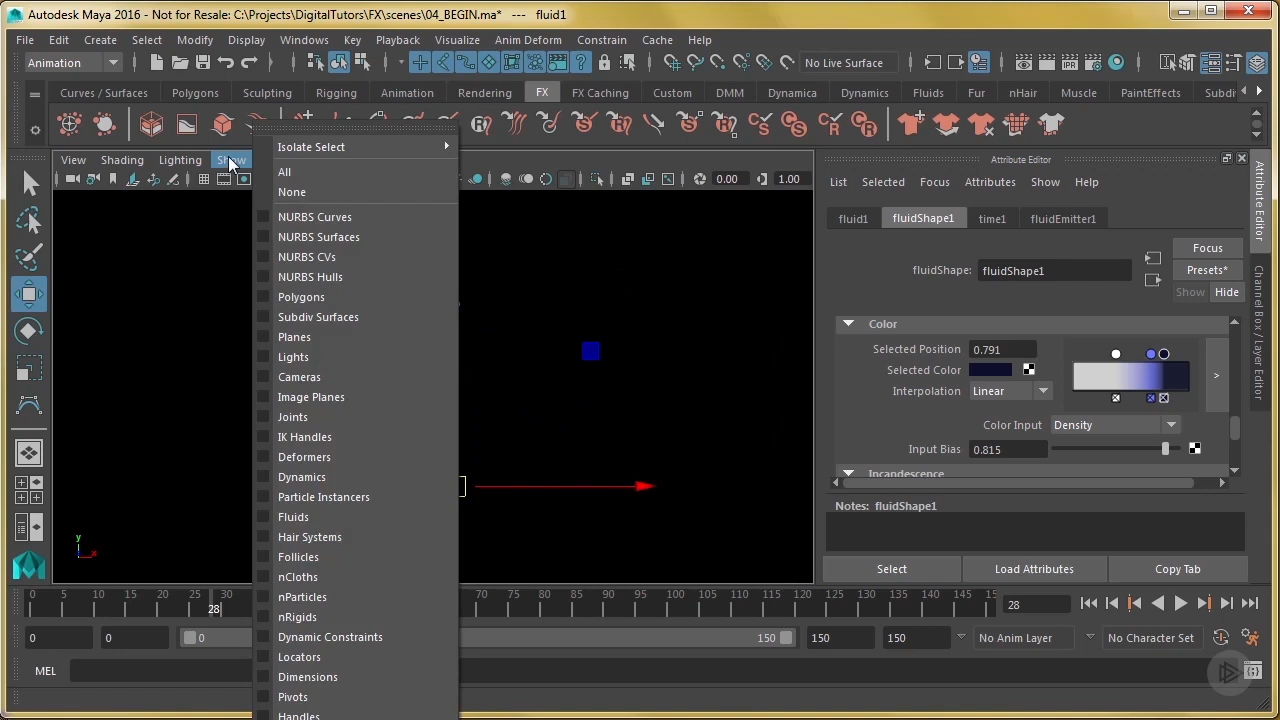 Autodesk Maya 2016 - Not for Resale: C:\Projects\DigitalTutors\FX\scenes\04_BEGIN.ma* --- fluid1
File Edit Create Select Modify Display Windows Key Playback Visualize Anim Deform Constrain Cache Help
Animation No Live Surface
Curves / Surfaces Polygons Sculpting Rigging Animation Rendering FX FX Caching Custom DMM Dynamica Dynamics Fluids Fur nHair Muscle PaintEffects Subdi
View Shading Lighting Show
0.00 1.00
Isolate Select
All
None
NURBS Curves
NURBS Surfaces
NURBS CVs
NURBS Hulls
Polygons
Subdiv Surfaces
Planes
Lights
Cameras
Image Planes
Joints
IK Handles
Deformers
Dynamics
Particle Instancers
Fluids
Hair Systems
Follicles
nCloths
nParticles
nRigids
Dynamic Constraints
Locators
Dimensions
Pivots
Handles
y
x
Attribute Editor
List Selected Focus Attributes Show Help
fluid1 fluidShape1 time1 fluidEmitter1
fluidShape: fluidShape1
Focus
Presets*
Show Hide
Color
Selected Position 0.791
Selected Color
Interpolation Linear
>
Color Input Density
Input Bias 0.815
Incandescence
Notes: fluidShape1
Select Load Attributes Copy Tab
Attribute Editor
Channel Box / Layer Editor
0 5 10 15 20 25 30 70 75 80 85 90 95 100 105 110 115 120 125 130 135 140 145 15
28
28
0 0 0 150 150 150 No Anim Layer No Character Set
MEL